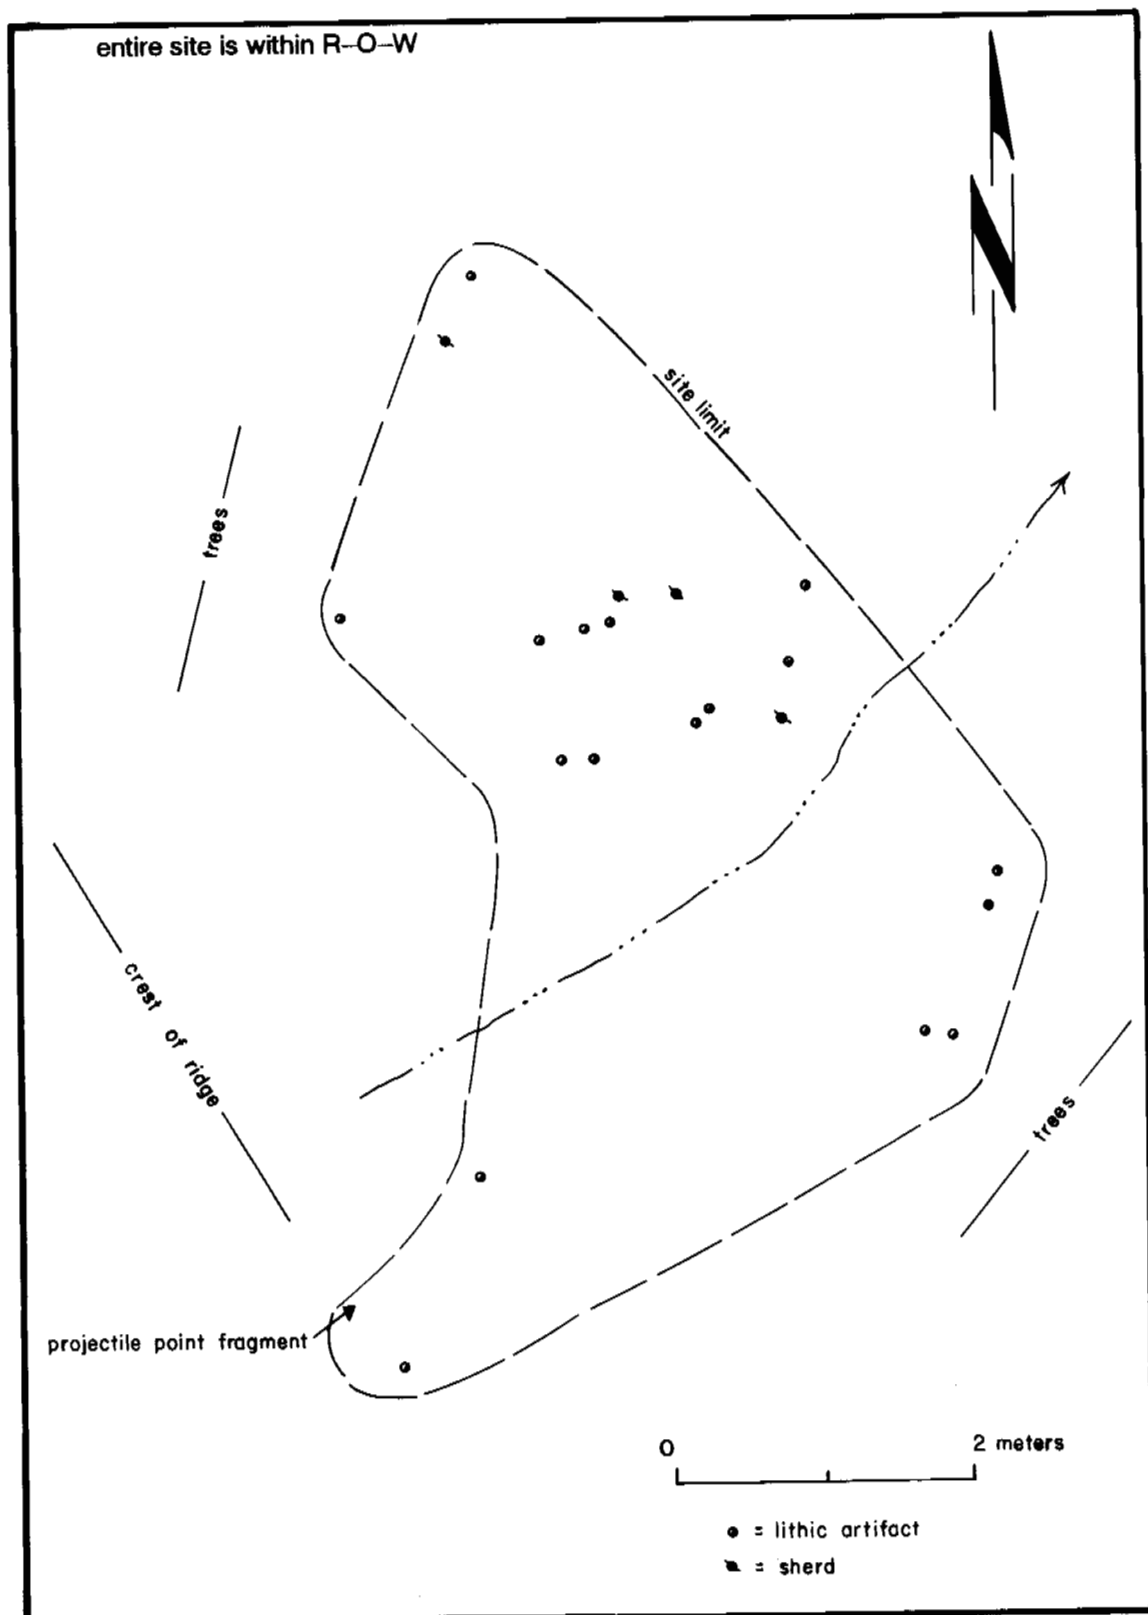 entire site is within R-O-W
N
site limit
trees
crest of ridge
trees
projectile point fragment
0 2 meters
= lithic artifact
= sherd